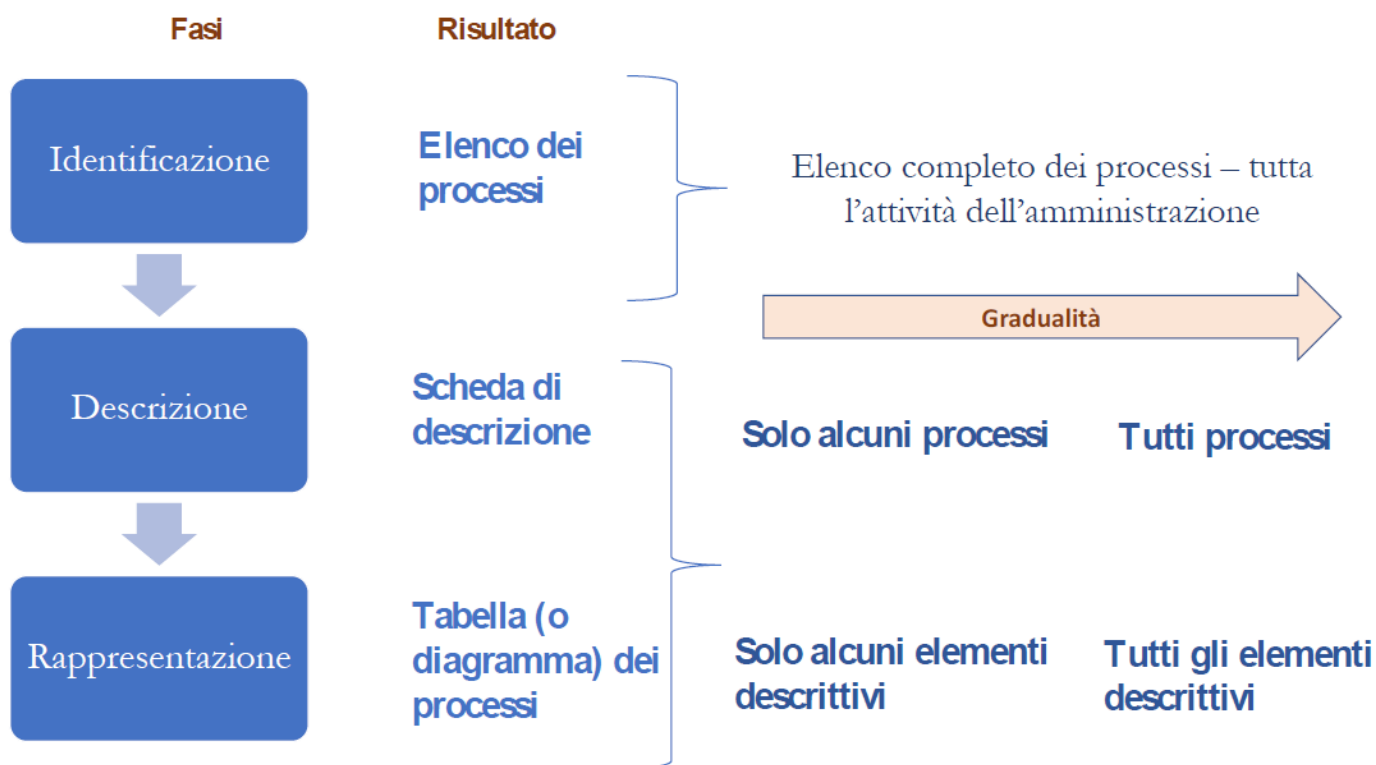 Fasi
Risultato
Identificazione
Elenco dei
processi
Elenco completo dei processi – tutta
l'attività dell'amministrazione
Gradualità
Descrizione
Scheda di
descrizione
Solo alcuni processi
Tutti processi
Rappresentazione
Tabella (o
diagramma) dei
processi
Solo alcuni elementi
descrittivi
Tutti gli elementi
descrittivi